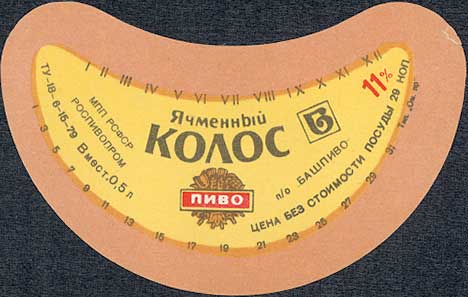 I II III IV V VI VII VIII IX X XI XII
11%
ТУ-18-6-15-79
МПП РСФСР
РОСПИВОПРОМ
Вмест. 0,5 л
Ячменный
КОЛОС
ПИВО
п/о БАШПИВО
ЦЕНА БЕЗ СТОИМОСТИ ПОСУДЫ 29 КОП
1 3 5 7 9 11 13 15 17 19 21 23 25 27 29 31